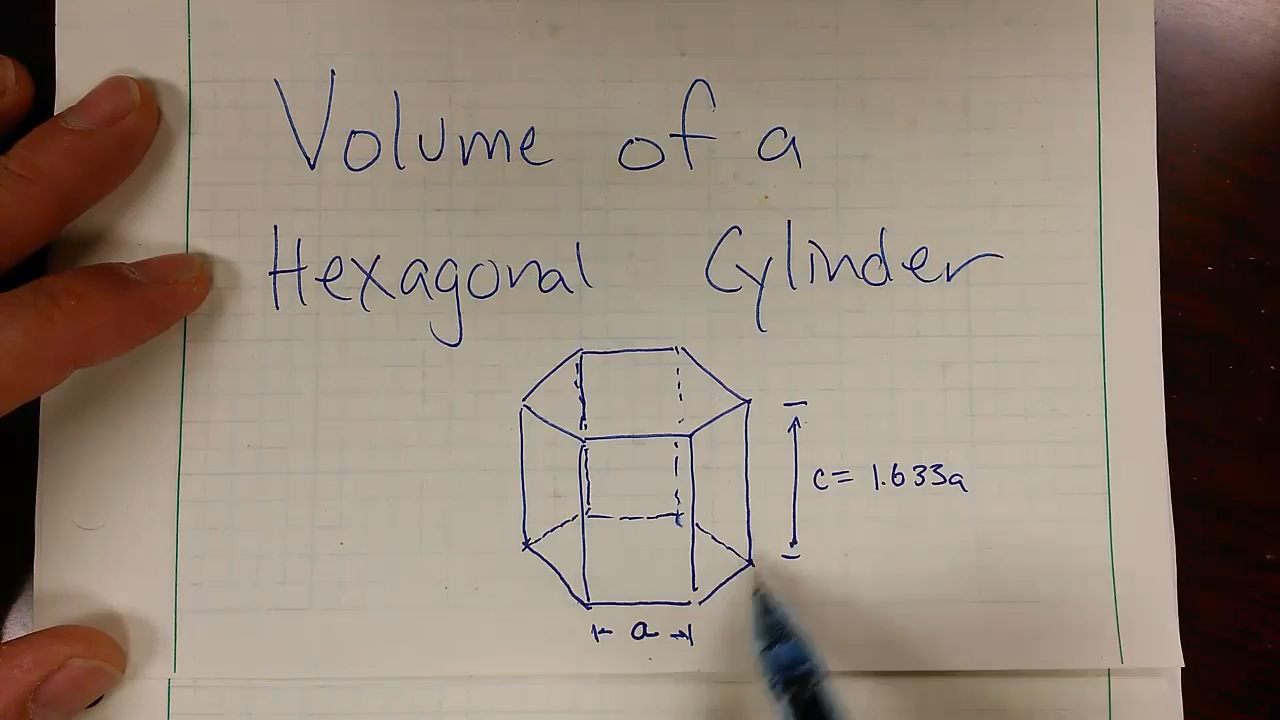 Volume of a
Hexagonal Cylinder
c = 1.633a
a